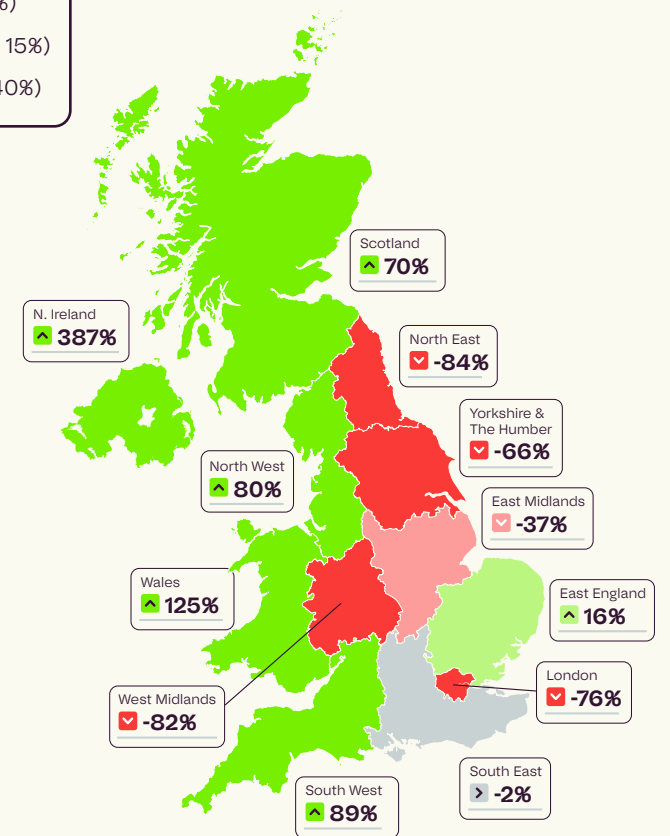 %)
15%)
40%)
Scotland
70%
N. Ireland
387%
North East
-84%
Yorkshire &
The Humber
-66%
North West
80%
East Midlands
-37%
Wales
125%
East England
16%
London
-76%
West Midlands
-82%
South East
-2%
South West
89%